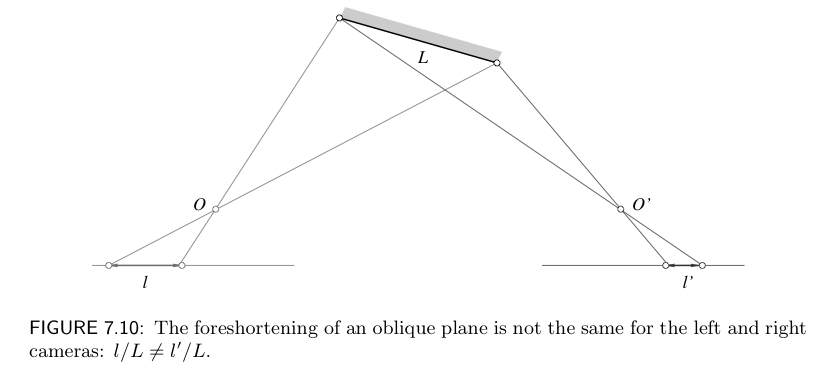 L
O
O’
l
l’
FIGURE 7.10: The foreshortening of an oblique plane is not the same for the left and right
cameras: l/L ≠ l′/L.